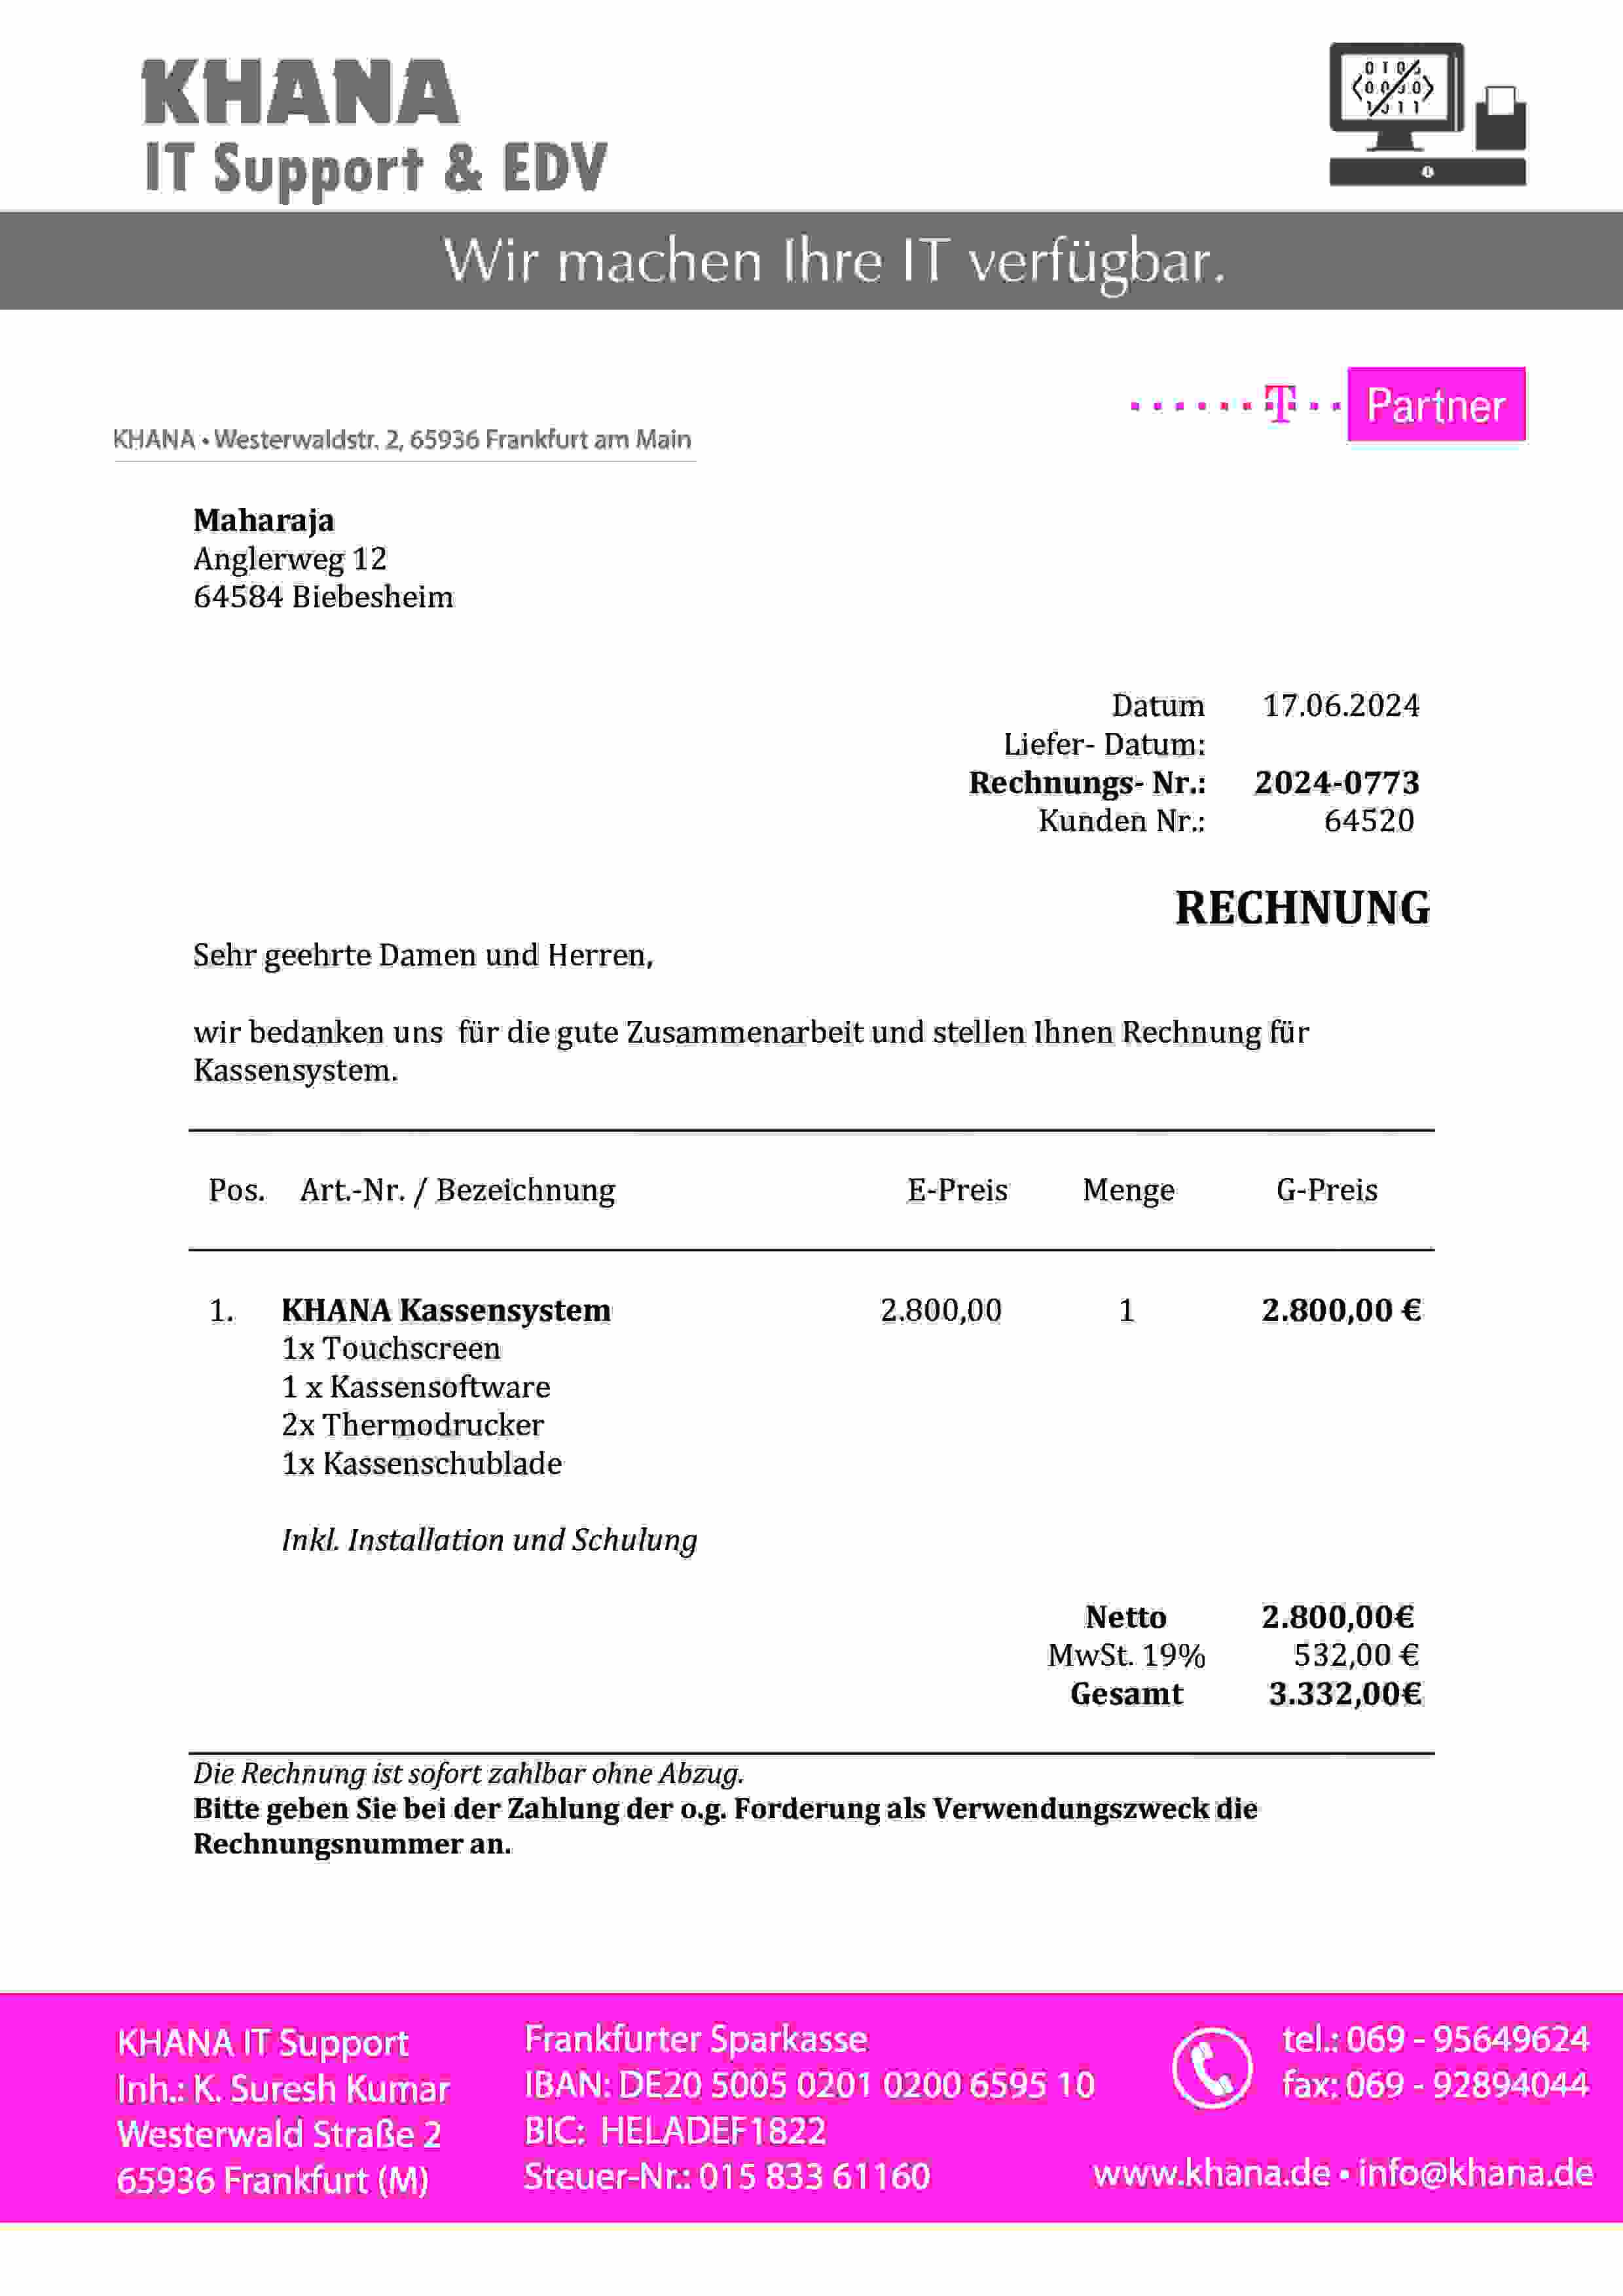 KHANA
IT Support & EDV
Wir machen Ihre IT verfügbar.
T Partner
KHANA • Westerwaldstr. 2, 65936 Frankfurt am Main
Maharaja
Anglerweg 12
64584 Biebesheim
Datum 17.06.2024
Liefer- Datum:
Rechnungs- Nr.: 2024-0773
Kunden Nr.: 64520
RECHNUNG
Sehr geehrte Damen und Herren,
wir bedanken uns für die gute Zusammenarbeit und stellen Ihnen Rechnung für
Kassensystem.
Pos. Art.-Nr. / Bezeichnung E-Preis Menge G-Preis
1. KHANA Kassensystem 2.800,00 1 2.800,00 €
1x Touchscreen
1 x Kassensoftware
2x Thermodrucker
1x Kassenschublade
Inkl. Installation und Schulung
Netto 2.800,00€
MwSt. 19% 532,00 €
Gesamt 3.332,00€
Die Rechnung ist sofort zahlbar ohne Abzug.
Bitte geben Sie bei der Zahlung der o.g. Forderung als Verwendungszweck die
Rechnungsnummer an.
KHANA IT Support
Inh.: K. Suresh Kumar
Westerwald Straße 2
65936 Frankfurt (M)
Frankfurter Sparkasse
IBAN: DE20 5005 0201 0200 6595 10
BIC: HELADEF1822
Steuer-Nr.: 015 833 61160
tel.: 069 - 95649624
fax: 069 - 92894044
www.khana.de • info@khana.de